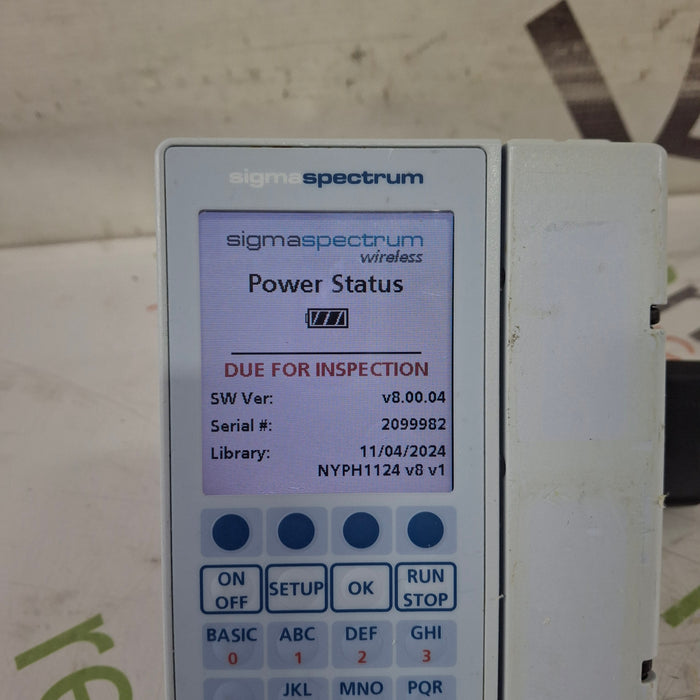 sigmaspectrum
sigmaspectrum
wireless
Power Status
DUE FOR INSPECTION
SW Ver: v8.00.04
Serial #: 2099982
Library: 11/04/2024
NYPH1124 v8 v1
ON OFF
SETUP
OK
RUN STOP
BASIC ABC DEF GHI
0 1 2 3
JKL MNO PQR
re